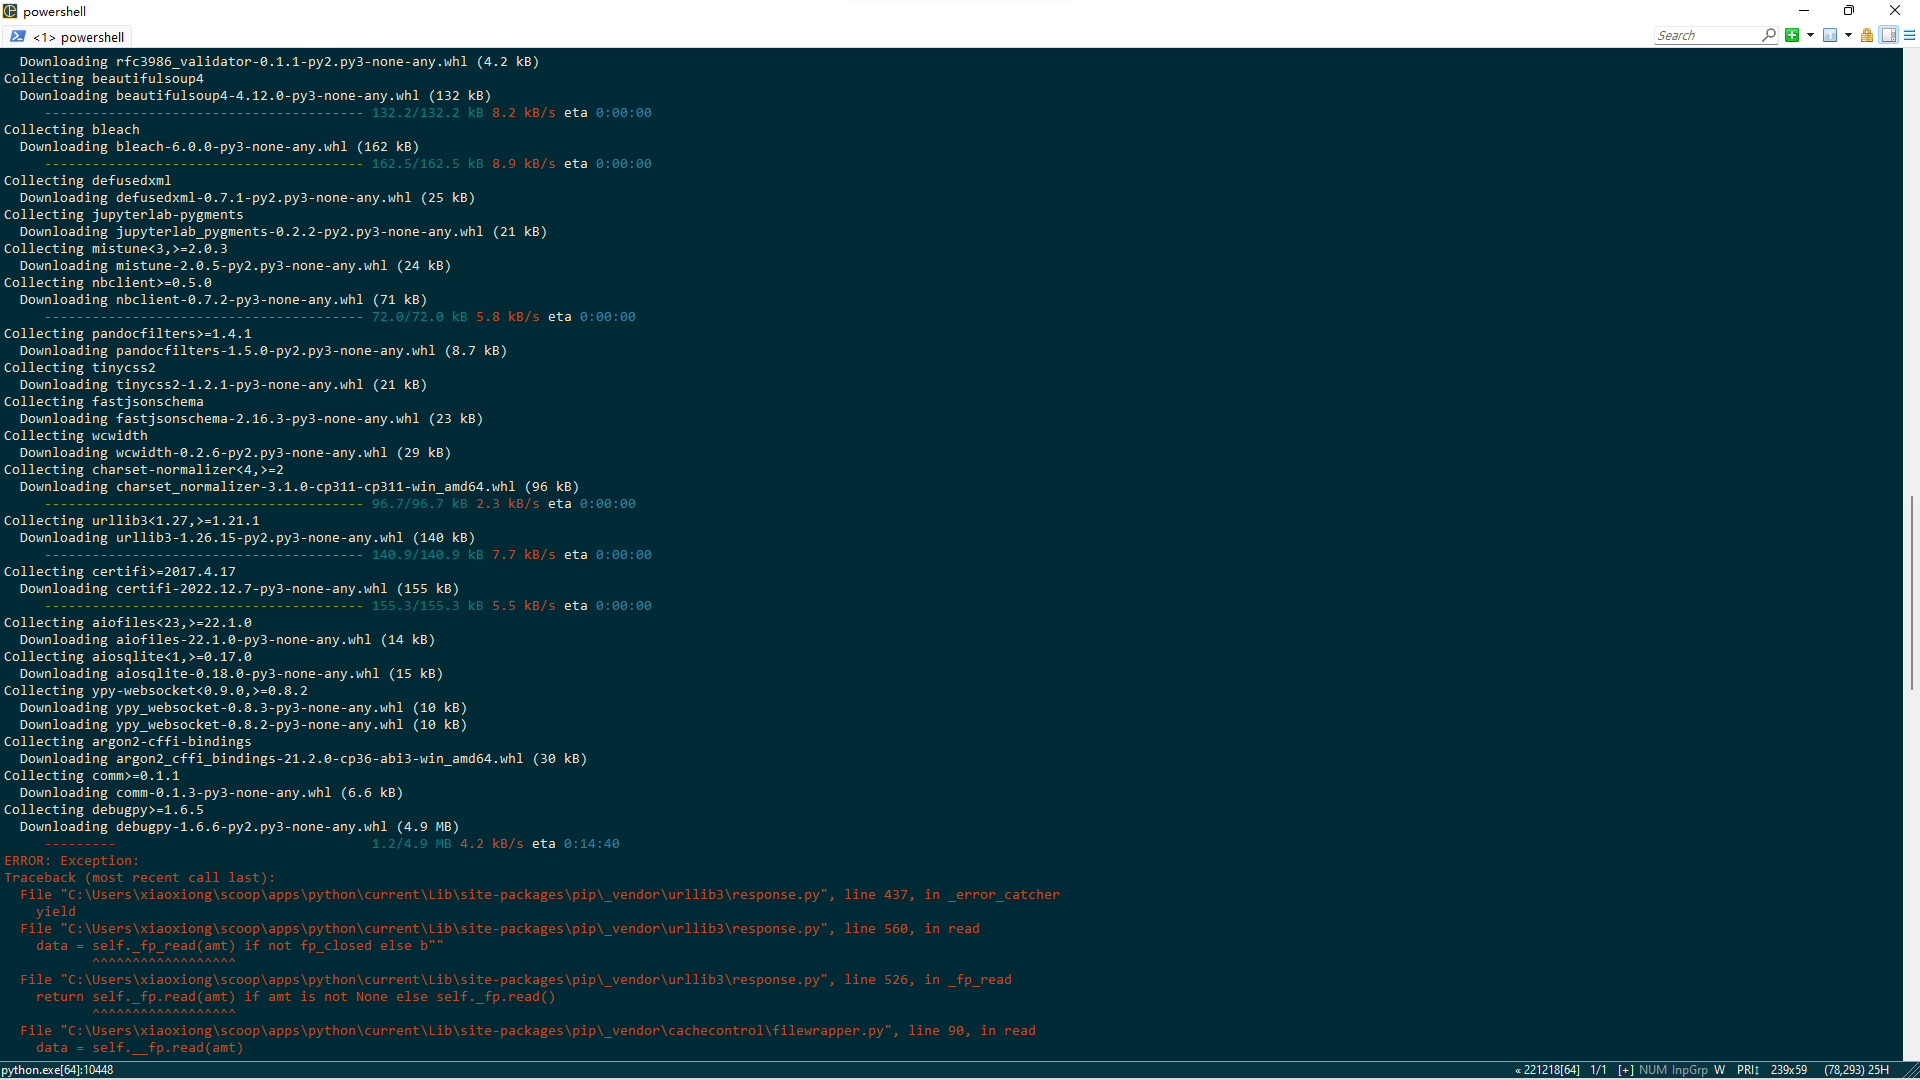 powershell
<1> powershell
Search
Downloading rfc3986_validator-0.1.1-py2.py3-none-any.whl (4.2 kB)
Collecting beautifulsoup4
Downloading beautifulsoup4-4.12.0-py3-none-any.whl (132 kB)
---------------------------------------- 132.2/132.2 kB 8.2 kB/s eta 0:00:00
Collecting bleach
Downloading bleach-6.0.0-py3-none-any.whl (162 kB)
---------------------------------------- 162.5/162.5 kB 8.9 kB/s eta 0:00:00
Collecting defusedxml
Downloading defusedxml-0.7.1-py2.py3-none-any.whl (25 kB)
Collecting jupyterlab-pygments
Downloading jupyterlab_pygments-0.2.2-py2.py3-none-any.whl (21 kB)
Collecting mistune<3,>=2.0.3
Downloading mistune-2.0.5-py2.py3-none-any.whl (24 kB)
Collecting nbclient>=0.5.0
Downloading nbclient-0.7.2-py3-none-any.whl (71 kB)
---------------------------------------- 72.0/72.0 kB 5.8 kB/s eta 0:00:00
Collecting pandocfilters>=1.4.1
Downloading pandocfilters-1.5.0-py2.py3-none-any.whl (8.7 kB)
Collecting tinycss2
Downloading tinycss2-1.2.1-py3-none-any.whl (21 kB)
Collecting fastjsonschema
Downloading fastjsonschema-2.16.3-py3-none-any.whl (23 kB)
Collecting wcwidth
Downloading wcwidth-0.2.6-py2.py3-none-any.whl (29 kB)
Collecting charset-normalizer<4,>=2
Downloading charset_normalizer-3.1.0-cp311-cp311-win_amd64.whl (96 kB)
---------------------------------------- 96.7/96.7 kB 2.3 kB/s eta 0:00:00
Collecting urllib3<1.27,>=1.21.1
Downloading urllib3-1.26.15-py2.py3-none-any.whl (140 kB)
---------------------------------------- 140.9/140.9 kB 7.7 kB/s eta 0:00:00
Collecting certifi>=2017.4.17
Downloading certifi-2022.12.7-py3-none-any.whl (155 kB)
---------------------------------------- 155.3/155.3 kB 5.5 kB/s eta 0:00:00
Collecting aiofiles<23,>=22.1.0
Downloading aiofiles-22.1.0-py3-none-any.whl (14 kB)
Collecting aiosqlite<1,>=0.17.0
Downloading aiosqlite-0.18.0-py3-none-any.whl (15 kB)
Collecting ypy-websocket<0.9.0,>=0.8.2
Downloading ypy_websocket-0.8.3-py3-none-any.whl (10 kB)
Downloading ypy_websocket-0.8.2-py3-none-any.whl (10 kB)
Collecting argon2-cffi-bindings
Downloading argon2_cffi_bindings-21.2.0-cp36-abi3-win_amd64.whl (30 kB)
Collecting comm>=0.1.1
Downloading comm-0.1.3-py3-none-any.whl (6.6 kB)
Collecting debugpy>=1.6.5
Downloading debugpy-1.6.6-py2.py3-none-any.whl (4.9 MB)
--------- 1.2/4.9 MB 4.2 kB/s eta 0:14:40
ERROR: Exception:
Traceback (most recent call last):
File "C:\Users\xiaoxiong\scoop\apps\python\current\Lib\site-packages\pip\_vendor\urllib3\response.py", line 437, in _error_catcher
yield
File "C:\Users\xiaoxiong\scoop\apps\python\current\Lib\site-packages\pip\_vendor\urllib3\response.py", line 560, in read
data = self._fp_read(amt) if not fp_closed else b""
^^^^^^^^^^^^^^^^^^
File "C:\Users\xiaoxiong\scoop\apps\python\current\Lib\site-packages\pip\_vendor\urllib3\response.py", line 526, in _fp_read
return self._fp.read(amt) if amt is not None else self._fp.read()
^^^^^^^^^^^^^^^^^^
File "C:\Users\xiaoxiong\scoop\apps\python\current\Lib\site-packages\pip\_vendor\cachecontrol\filewrapper.py", line 90, in read
data = self.__fp.read(amt)
python.exe[64]:10448 « 221218[64] 1/1 [+] NUM InpGrp W PRI↕ 239x59 (78,293) 25H